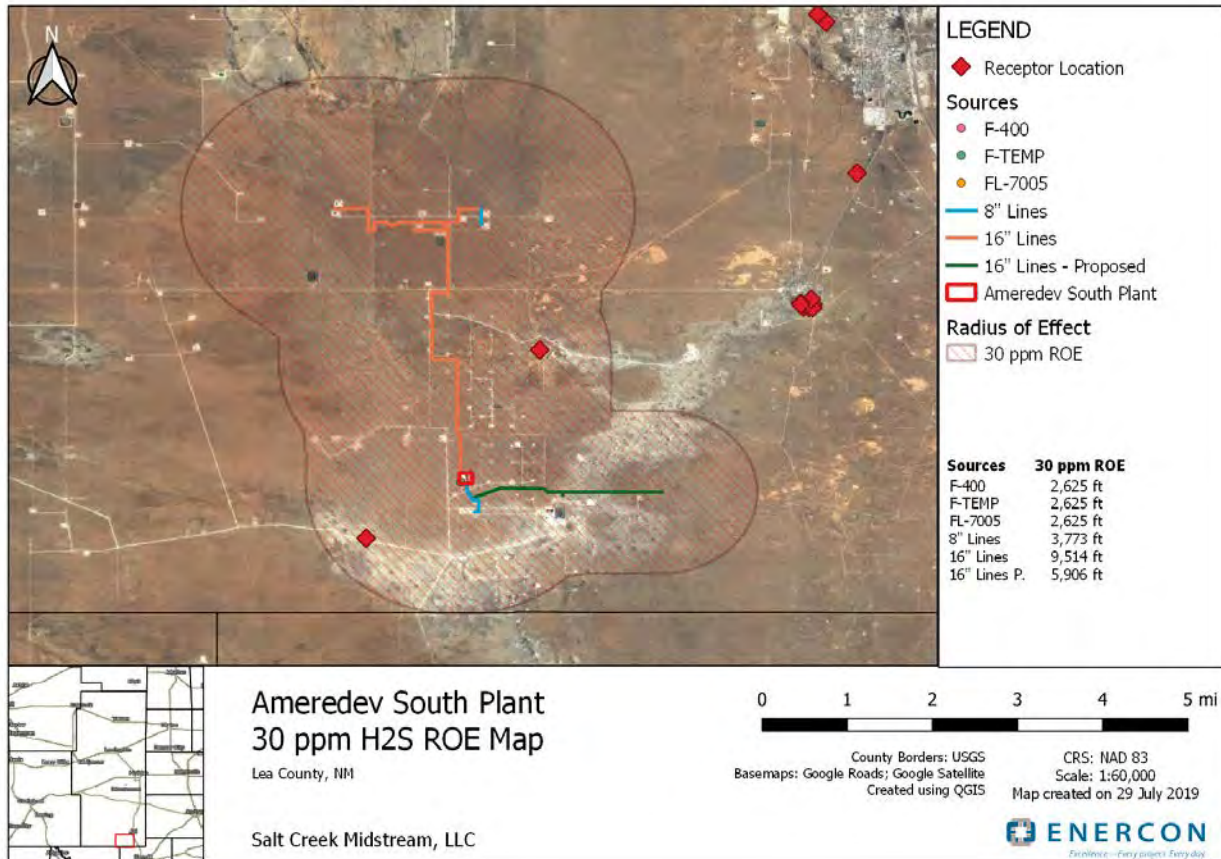 N
LEGEND
Receptor Location
Sources
F-400
F-TEMP
FL-7005
8" Lines
16" Lines
16" Lines - Proposed
Ameredev South Plant
Radius of Effect
30 ppm ROE
Sources 30 ppm ROE
F-400 2,625 ft
F-TEMP 2,625 ft
FL-7005 2,625 ft
8" Lines 3,773 ft
16" Lines 9,514 ft
16" Lines P. 5,906 ft
Ameredev South Plant
30 ppm H2S ROE Map
Lea County, NM
Salt Creek Midstream, LLC
0 1 2 3 4 5 mi
County Borders: USGS
Basemaps: Google Roads; Google Satellite
Created using QGIS
CRS: NAD 83
Scale: 1:60,000
Map created on 29 July 2019
ENERCON
Excellence—Every project. Every day.